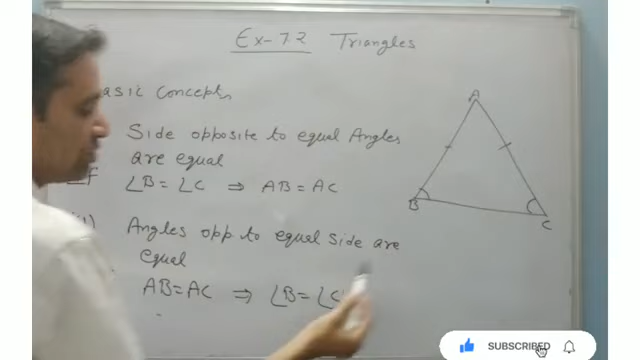 Ex-7.2 Triangles
asic Concepts
Side opposite to equal Angles
are equal
∠B = ∠C ⇒ AB = AC
Angles opp to equal side are
equal
AB = AC ⇒ ∠B = ∠C
A
B
C
SUBSCRIBED